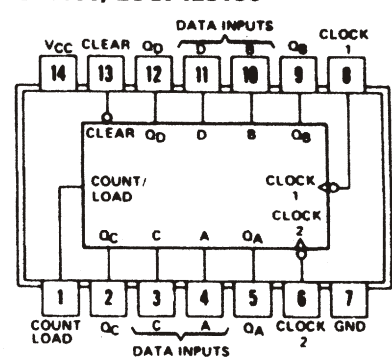 DATA INPUTS
VCC CLEAR QD D B QB CLOCK 1
14 13 12 11 10 9 8
CLEAR QD D B QB
COUNT/ LOAD
CLOCK 1
CLOCK 2
QC C A QA
1 2 3 4 5 6 7
COUNT LOAD QC C A QA CLOCK 2 GND
DATA INPUTS